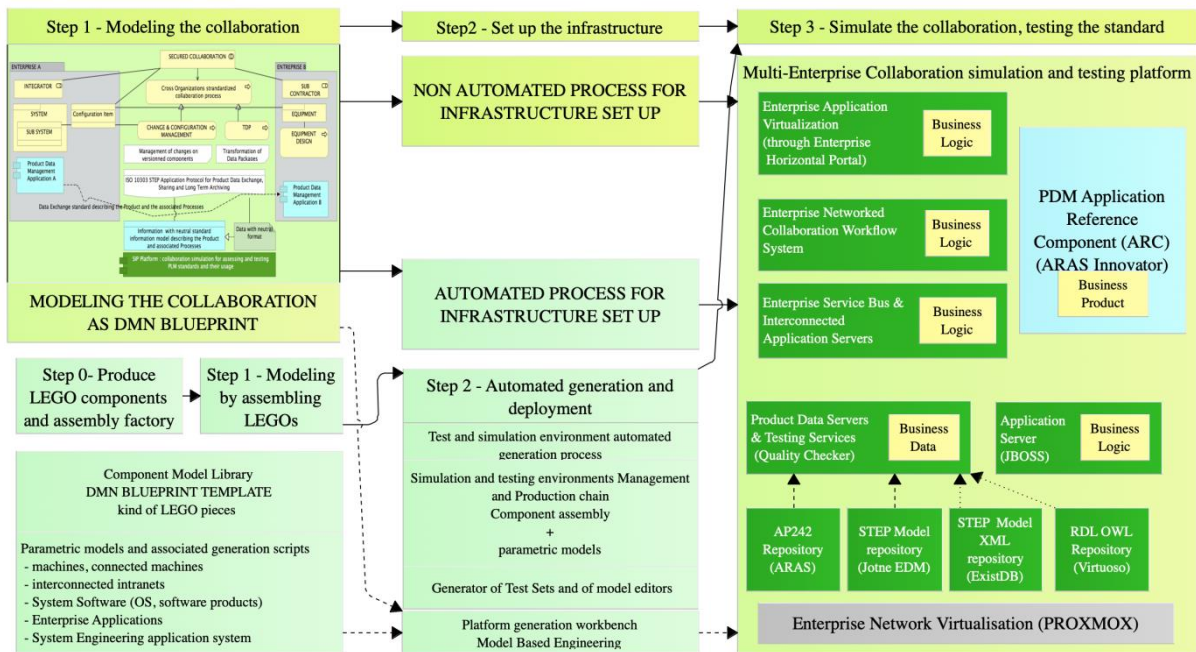 Step 1 - Modeling the collaboration
SECURED COLLABORATION
ENTERPRISE A
ENTREPRISE B
INTEGRATOR
Cross Organizations strandardized
collaboration process
SUB
CONTRACTOR
SYSTEM
Configuration item
EQUIPMENT
SUB SYSTEM
CHANGE & CONFIGURATION
MANAGEMENT
TDP
EQUIPMENT
DESIGN
Management of changes on
versionned components
Transformation of
Data Packages
Product Data
Management
Application A
ISO 10303 STEP Application Protocol for Product Data Exchange,
Sharing and Long Term Archiving
Product Data
Management
Application B
Data Exchange standard describing the Product and the associated Processes
Information with neutral standard
information model describing the Product
and associated Processes
Data with neutral
format
SIP Platform : collaboration simulation for assessing and testing
PLM standards and their usage
MODELING THE COLLABORATION
AS DMN BLUEPRINT
Step 0- Produce
LEGO components
and assembly factory
Step 1 - Modeling
by assembling
LEGOs
Component Model Library
DMN BLUEPRINT TEMPLATE
kind of LEGO pieces
Parametric models and associated generation scripts
- machines, connected machines
- interconnected intranets
- System Software (OS, software products)
- Enterprise Applications
- System Engineering application system
Step2 - Set up the infrastructure
NON AUTOMATED PROCESS FOR
INFRASTRUCTURE SET UP
AUTOMATED PROCESS FOR
INFRASTRUCTURE SET UP
Step 2 - Automated generation and
deployment
Test and simulation environment automated
generation process
Simulation and testing environments Management
and Production chain
Component assembly
+
parametric models
Generator of Test Sets and of model editors
Platform generation workbench
Model Based Engineering
Step 3 - Simulate the collaboration, testing the standard
Multi-Enterprise Collaboration simulation and testing platform
Enterprise Application
Virtualization
(through Enterprise
Horizontal Portal)
Business
Logic
Enterprise Networked
Collaboration Workflow
System
Business
Logic
Enterprise Service Bus &
Interconnected
Application Servers
Business
Logic
PDM Application
Reference
Component (ARC)
(ARAS Innovator)
Business
Product
Product Data Servers
& Testing Services
(Quality Checker)
Business
Data
Application
Server
(JBOSS)
Business
Logic
AP242
Repository
(ARAS)
STEP Model
repository
(Jotne EDM)
STEP Model
XML
repository
(ExistDB)
RDL OWL
Repository
(Virtuoso)
Enterprise Network Virtualisation (PROXMOX)